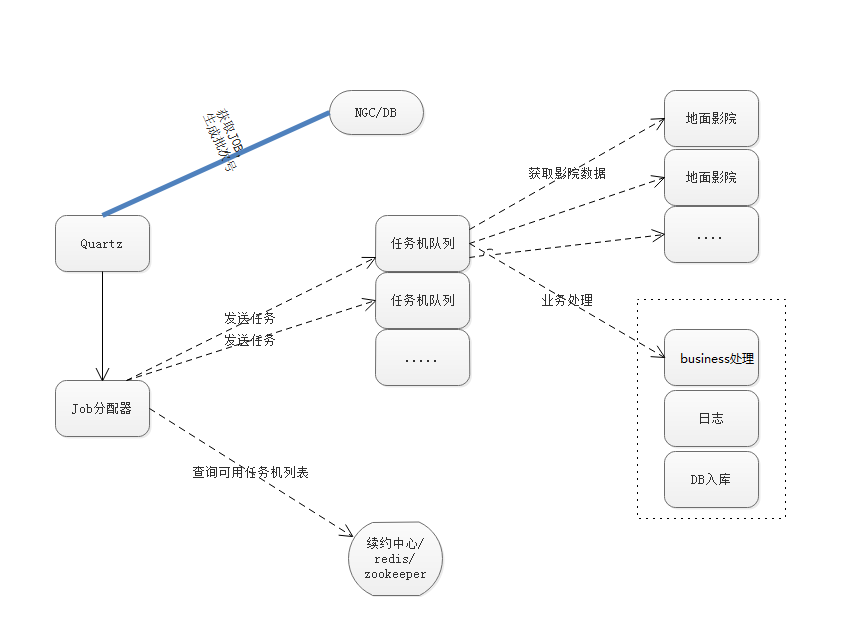 NGC/DB
获取JOB
生成批次号
Quartz
Job分配器
发送任务
发送任务
查询可用任务机列表
续约中心/
redis/
zookeeper
任务机队列
任务机队列
.....
获取影院数据
业务处理
地面影院
地面影院
....
business处理
日志
DB入库